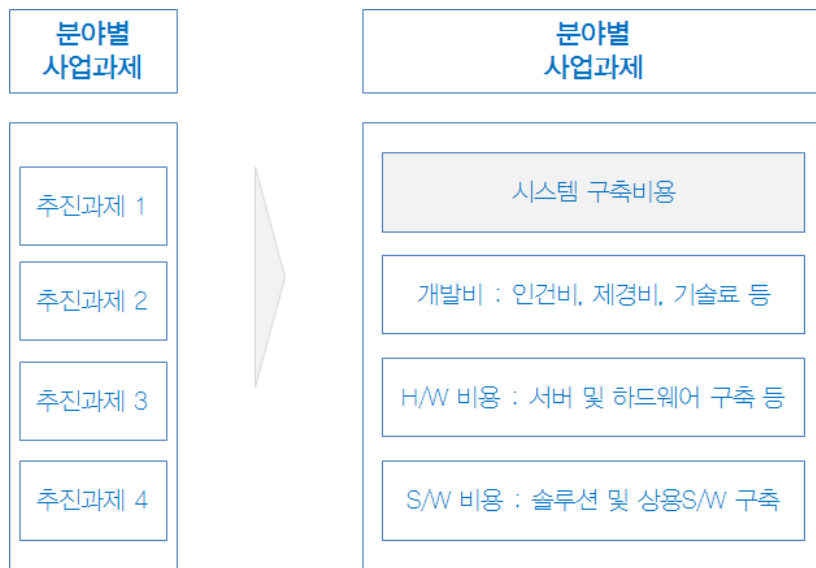 분야별
사업과제
분야별
사업과제
추진과제 1
추진과제 2
추진과제 3
추진과제 4
시스템 구축비용
개발비 : 인건비, 제경비, 기술료 등
H/W 비용 : 서버 및 하드웨어 구축 등
S/W 비용 : 솔루션 및 상용S/W 구축